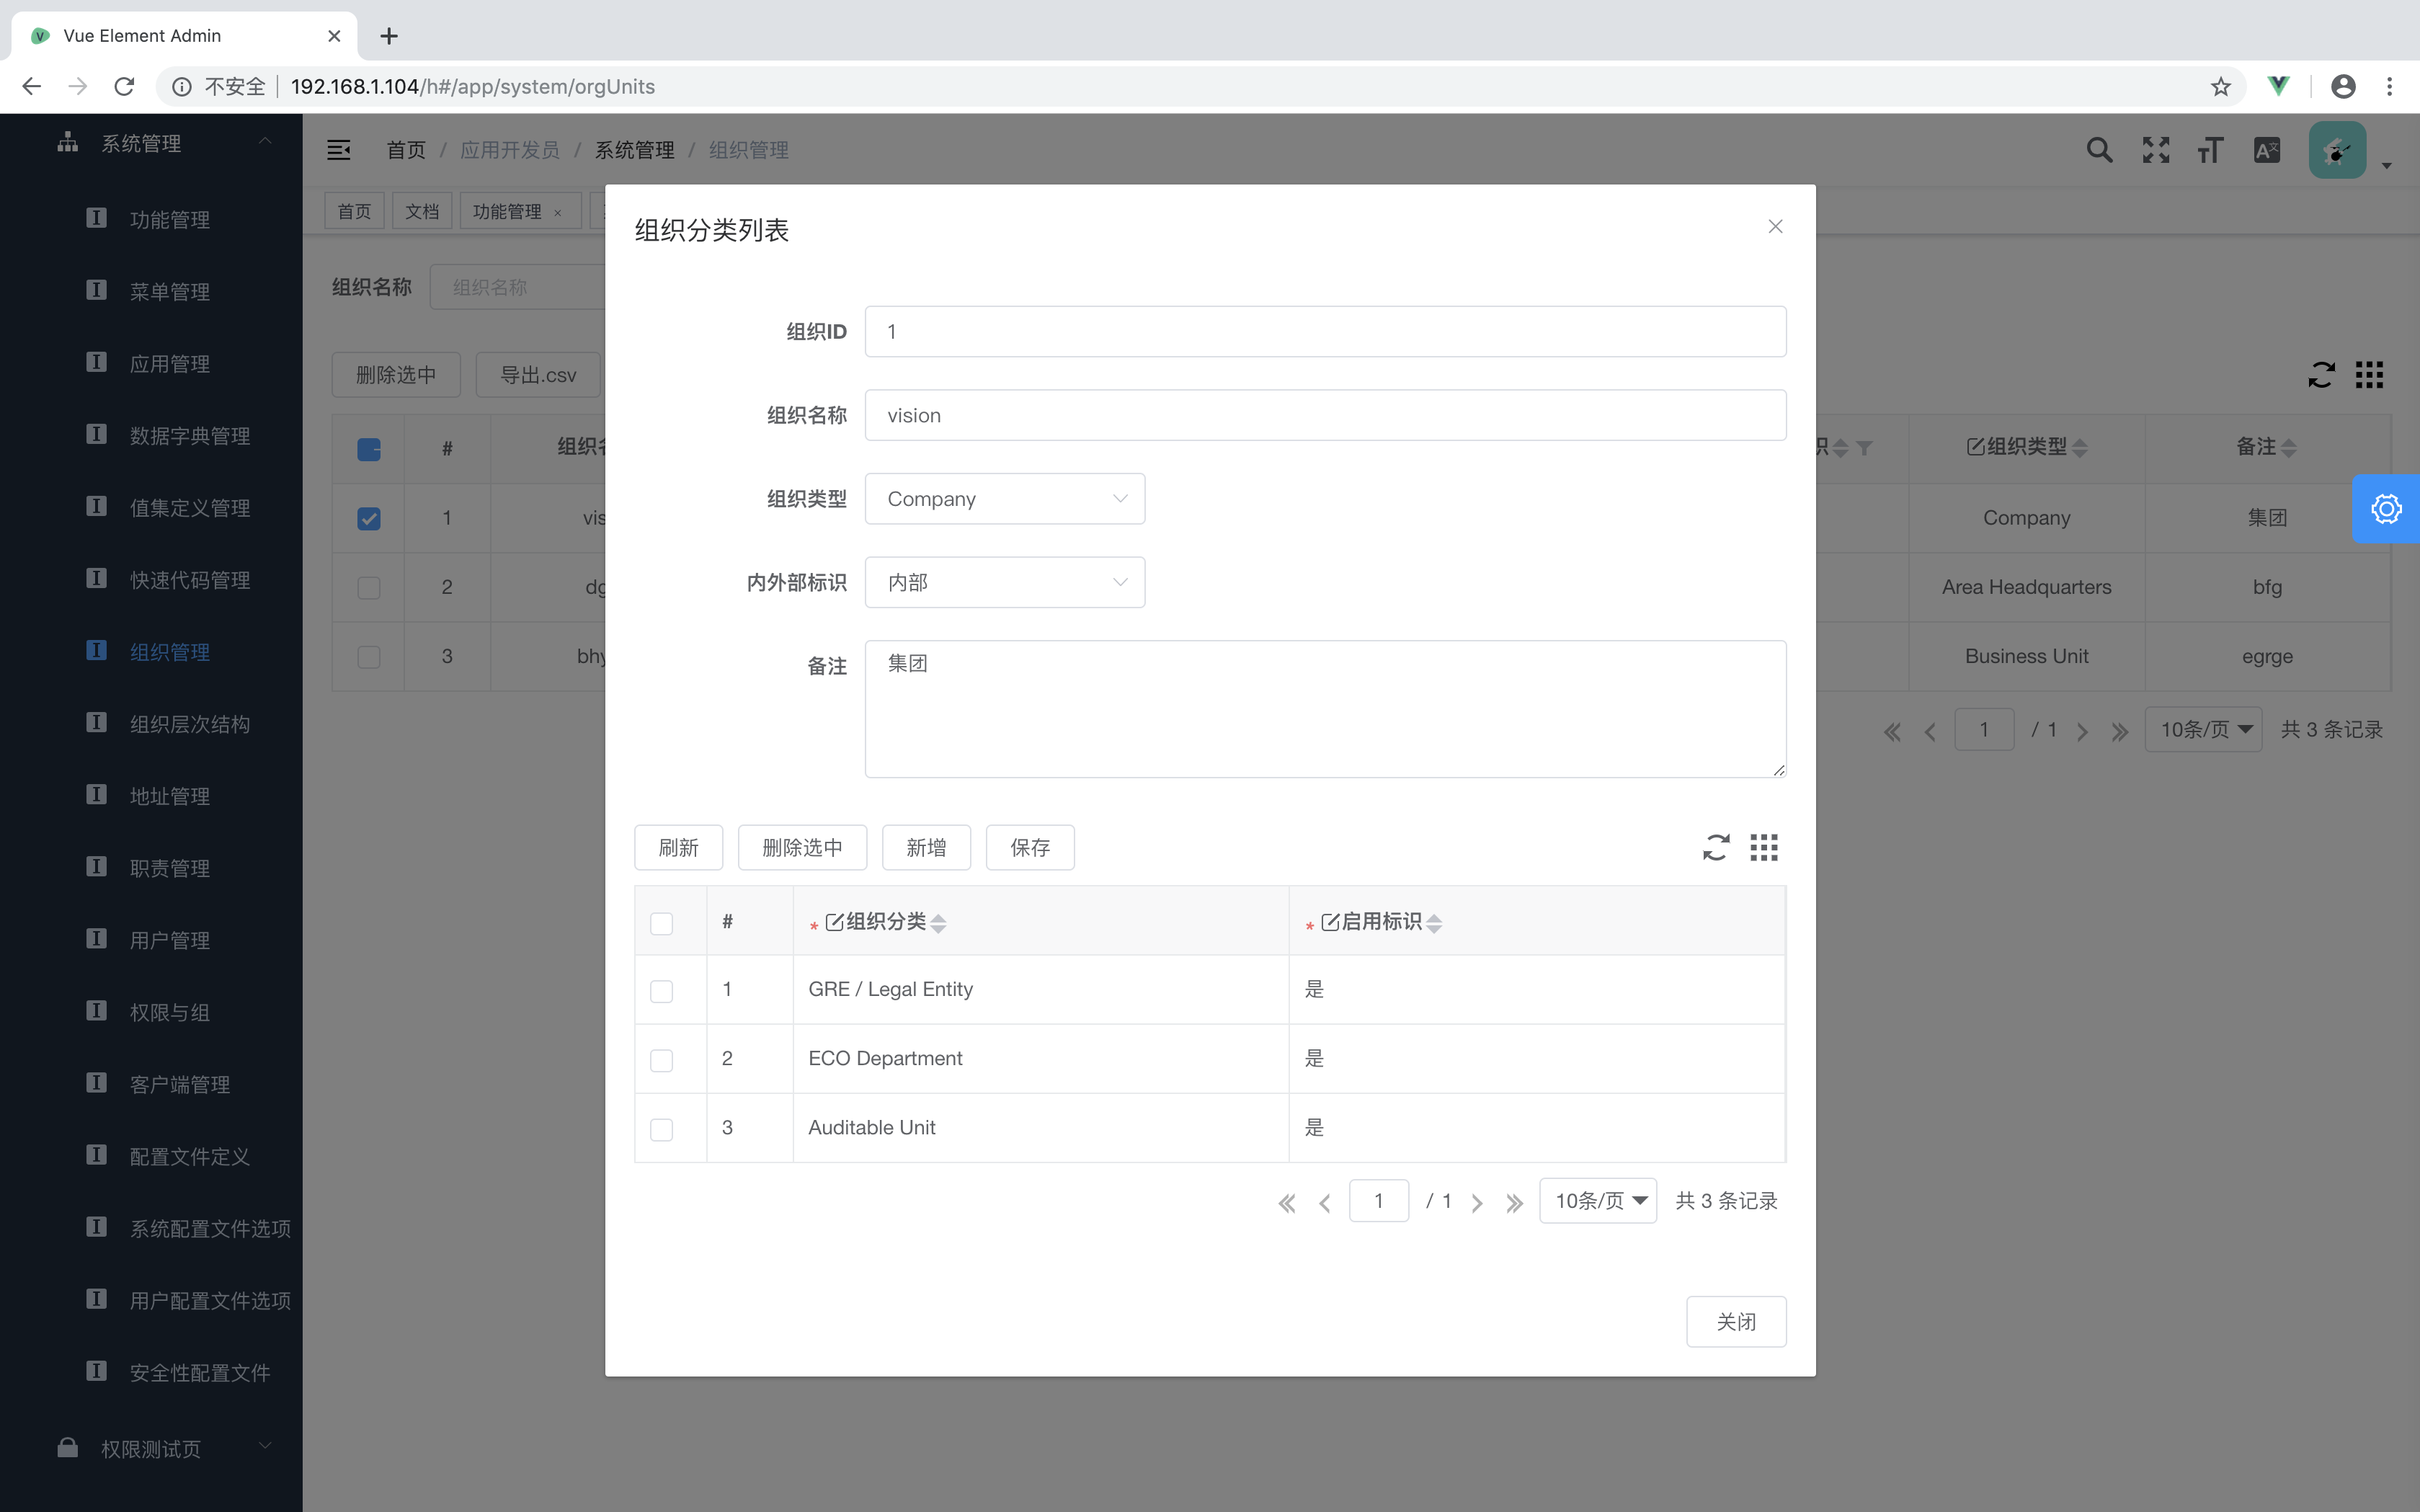 Vue Element Admin
不安全 192.168.1.104/h#/app/system/orgUnits
系统管理
功能管理
菜单管理
应用管理
数据字典管理
值集定义管理
快速代码管理
组织管理
组织层次结构
地址管理
职责管理
用户管理
权限与组
客户端管理
配置文件定义
系统配置文件选项
用户配置文件选项
安全性配置文件
权限测试页
首页 / 应用开发员 / 系统管理 / 组织管理
首页 文档 功能管理
组织名称 组织名称
删除选中 导出.csv
# 组织 组织类型 备注
1 vis Company 集团
2 dg Area Headquarters bfg
3 bhy Business Unit egrge
1 / 1 10条/页 共 3 条记录
组织分类列表
组织ID 1
组织名称 vision
组织类型 Company
内外部标识 内部
备注 集团
刷新 删除选中 新增 保存
# * 组织分类 * 启用标识
1 GRE / Legal Entity 是
2 ECO Department 是
3 Auditable Unit 是
1 / 1 10条/页 共 3 条记录
关闭